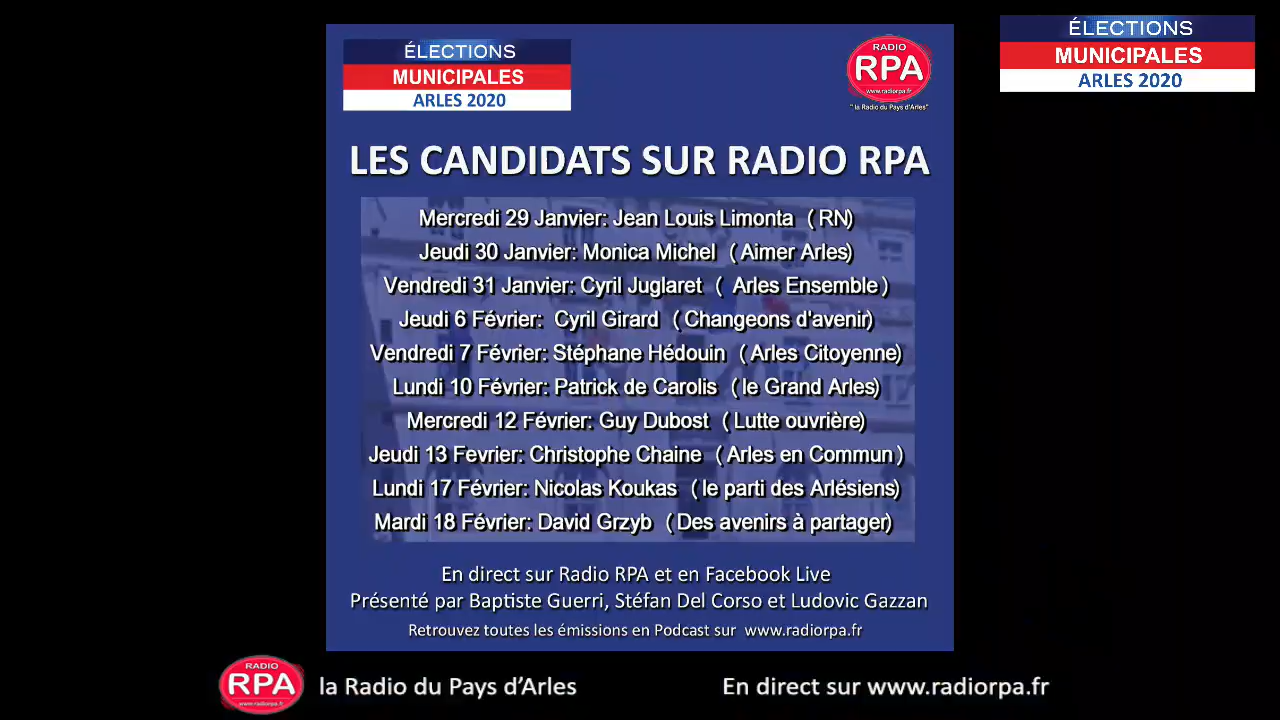 ÉLECTIONS
MUNICIPALES
ARLES 2020
RADIO
RPA
www.radiorpa.fr
" la Radio du Pays d'Arles"
ÉLECTIONS
MUNICIPALES
ARLES 2020
LES CANDIDATS SUR RADIO RPA
Mercredi 29 Janvier: Jean Louis Limonta ( RN)
Jeudi 30 Janvier: Monica Michel ( Aimer Arles)
Vendredi 31 Janvier: Cyril Juglaret ( Arles Ensemble )
Jeudi 6 Février: Cyril Girard ( Changeons d'avenir)
Vendredi 7 Février: Stéphane Hédouin ( Arles Citoyenne)
Lundi 10 Février: Patrick de Carolis ( le Grand Arles)
Mercredi 12 Février: Guy Dubost ( Lutte ouvrière)
Jeudi 13 Fevrier: Christophe Chaine ( Arles en Commun )
Lundi 17 Février: Nicolas Koukas ( le parti des Arlésiens)
Mardi 18 Février: David Grzyb ( Des avenirs à partager)
En direct sur Radio RPA et en Facebook Live
Présenté par Baptiste Guerri, Stéfan Del Corso et Ludovic Gazzan
Retrouvez toutes les émissions en Podcast sur www.radiorpa.fr
RADIO
RPA
www.radiorpa.fr
la Radio du Pays d'Arles
En direct sur www.radiorpa.fr